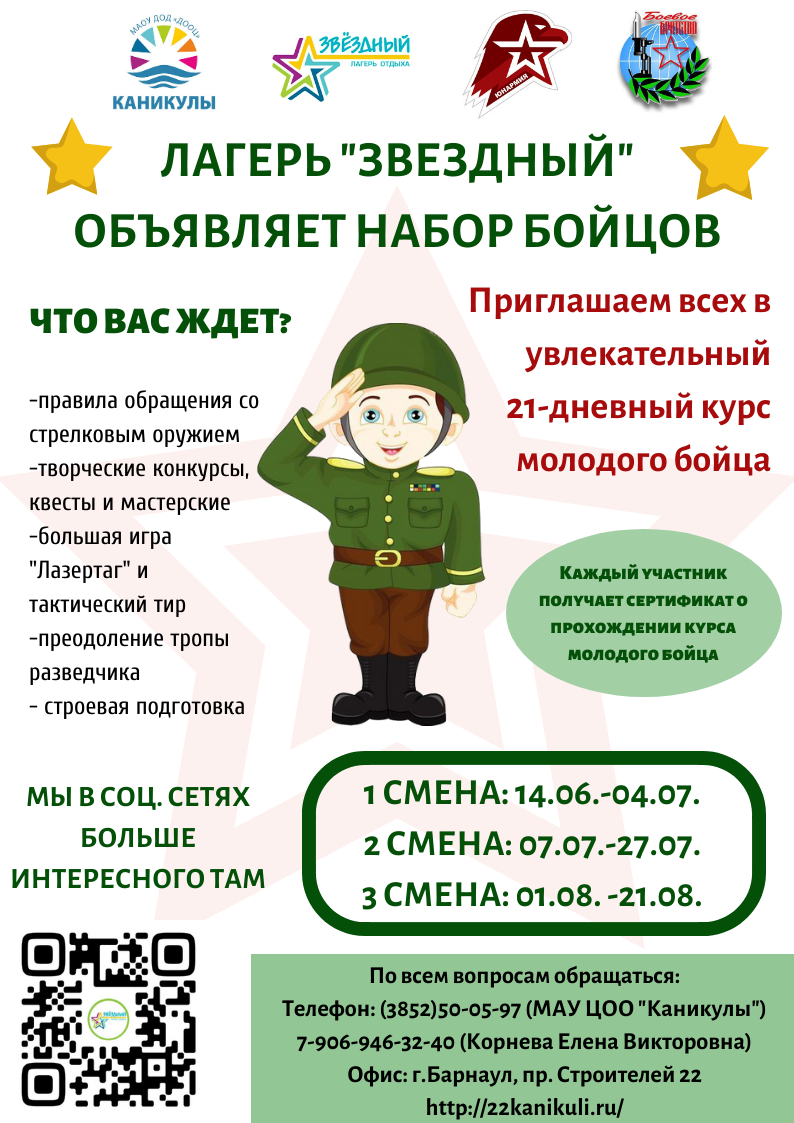 МАОУ ДОД «ДООЦ»
КАНИКУЛЫ
ЗВЁЗДНЫЙ
ЛАГЕРЬ ОТДЫХА
ЮНАРМИЯ
Боевое
БРАТСТВО
ЛАГЕРЬ "ЗВЕЗДНЫЙ"
ОБЪЯВЛЯЕТ НАБОР БОЙЦОВ
ЧТО ВАС ЖДЕТ?
-правила обращения со
стрелковым оружием
-творческие конкурсы,
квесты и мастерские
-большая игра
"Лазертаг" и
тактический тир
-преодоление тропы
разведчика
- строевая подготовка
Приглашаем всех в
увлекательный
21-дневный курс
молодого бойца
Каждый участник
получает сертификат о
прохождении курса
молодого бойца
МЫ В СОЦ. СЕТЯХ
БОЛЬШЕ
ИНТЕРЕСНОГО ТАМ
1 СМЕНА: 14.06.-04.07.
2 СМЕНА: 07.07.-27.07.
3 СМЕНА: 01.08. -21.08.
ЗВЁЗДНЫЙ
По всем вопросам обращаться:
Телефон: (3852)50-05-97 (МАУ ЦОО "Каникулы")
7-906-946-32-40 (Корнева Елена Викторовна)
Офис: г.Барнаул, пр. Строителей 22
http://22kanikuli.ru/